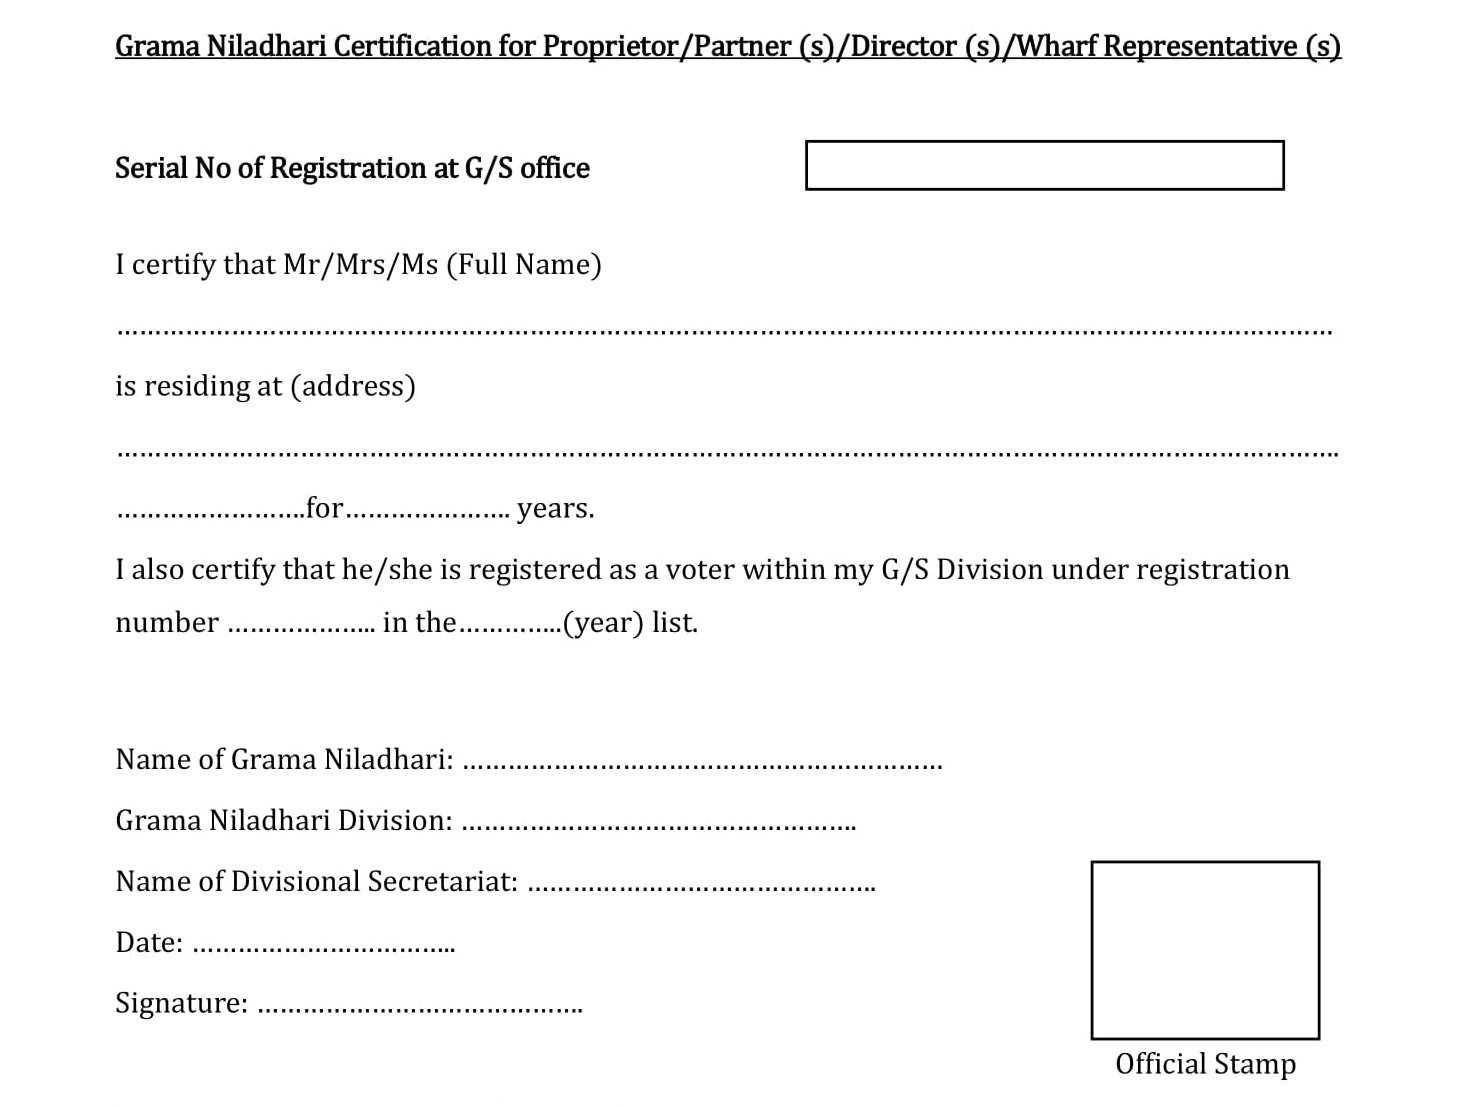 Grama Niladhari Certification for Proprietor/Partner (s)/Director (s)/Wharf Representative (s)
Serial No of Registration at G/S office
I certify that Mr/Mrs/Ms (Full Name)
……………………………………………………………………………………………………………………………………………
is residing at (address)
…………………………………………………………………………………………………………………………………………….
…………………….for…………………. years.
I also certify that he/she is registered as a voter within my G/S Division under registration
number ……………….. in the…………..(year) list.
Name of Grama Niladhari: ………………………………………………………
Grama Niladhari Division: …………………………………………….
Name of Divisional Secretariat: ……………………………………….
Date: ……………………………..
Signature: …………………………………….
Official Stamp